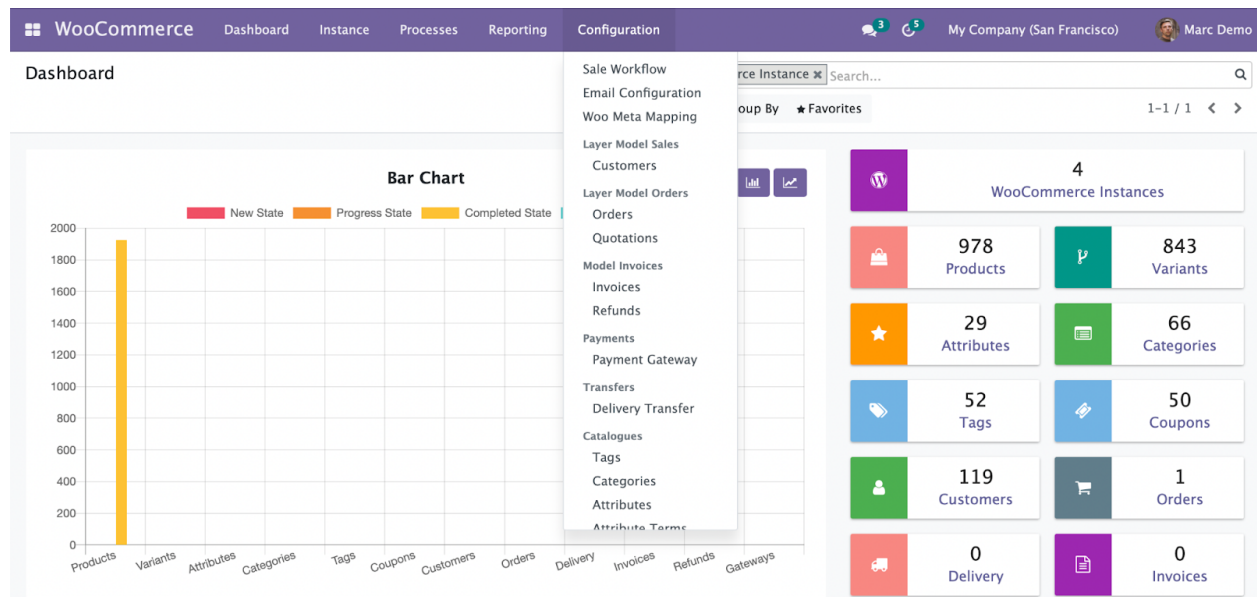 WooCommerce Dashboard Instance Processes Reporting Configuration 3 5 My Company (San Francisco) Marc Demo
Dashboard
Instance Search...
Favorites
1-1 / 1
Sale Workflow
Email Configuration
Woo Meta Mapping
Layer Model Sales
Customers
Layer Model Orders
Orders
Quotations
Model Invoices
Invoices
Refunds
Payments
Payment Gateway
Transfers
Delivery Transfer
Catalogues
Tags
Categories
Attributes
Attribute Terms
Bar Chart
New State Progress State Completed State
2000
1800
1600
1400
1200
1000
800
600
400
200
0
Products Variants Attributes Categories Tags Coupons Customers Orders Delivery Invoices Refunds Gateways
4
WooCommerce Instances
978
Products
843
Variants
29
Attributes
66
Categories
52
Tags
50
Coupons
119
Customers
1
Orders
0
Delivery
0
Invoices